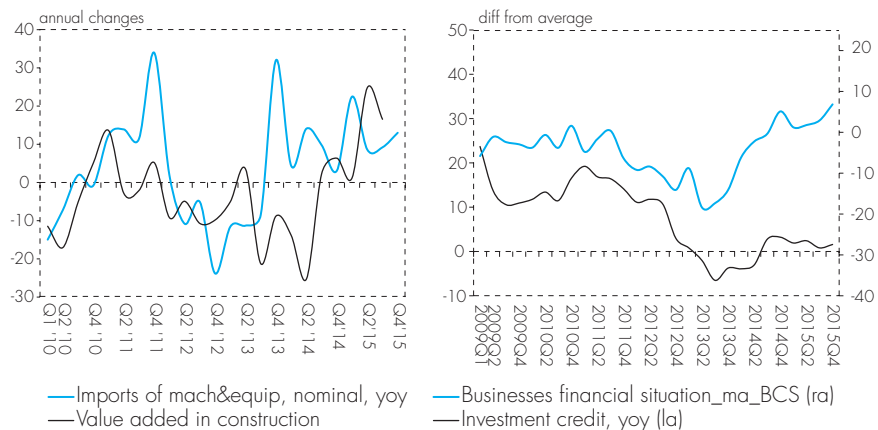 annual changes
40
30
20
10
0
-10
-20
-30
Q1 '10
Q2 '10
Q4 '10
Q2 '11
Q4 '11
Q2 '12
Q4 '12
Q2 '13
Q4 '13
Q2 '14
Q4'14
Q2'15
Q4'15
Imports of mach&equip, nominal, yoy
Value added in construction
diff from average
50
40
30
20
10
0
-10
20
10
0
-10
-20
-30
-40
2009Q1
2009Q2
2009Q4
2010Q2
2010Q4
2011Q2
2011Q4
2012Q2
2012Q4
2013Q2
2013Q4
2014Q2
2014Q4
2015Q2
2015Q4
Businesses financial situation_ma_BCS (ra)
Investment credit, yoy (la)